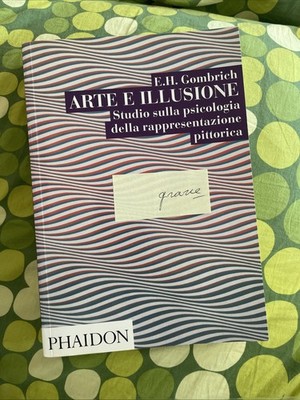 E.H. Gombrich
ARTE E ILLUSIONE
Studio sulla psicologia
della rappresentazione
pittorica
grazie
PHAIDON